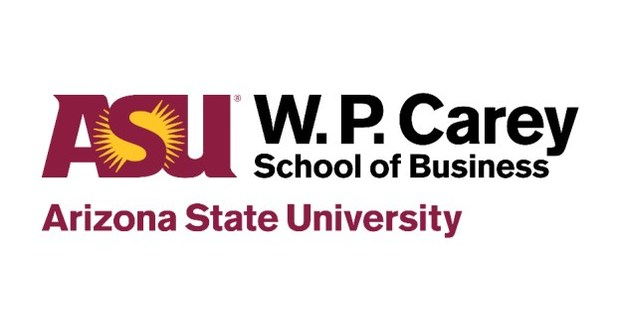 ASU® W. P. Carey
School of Business
Arizona State University